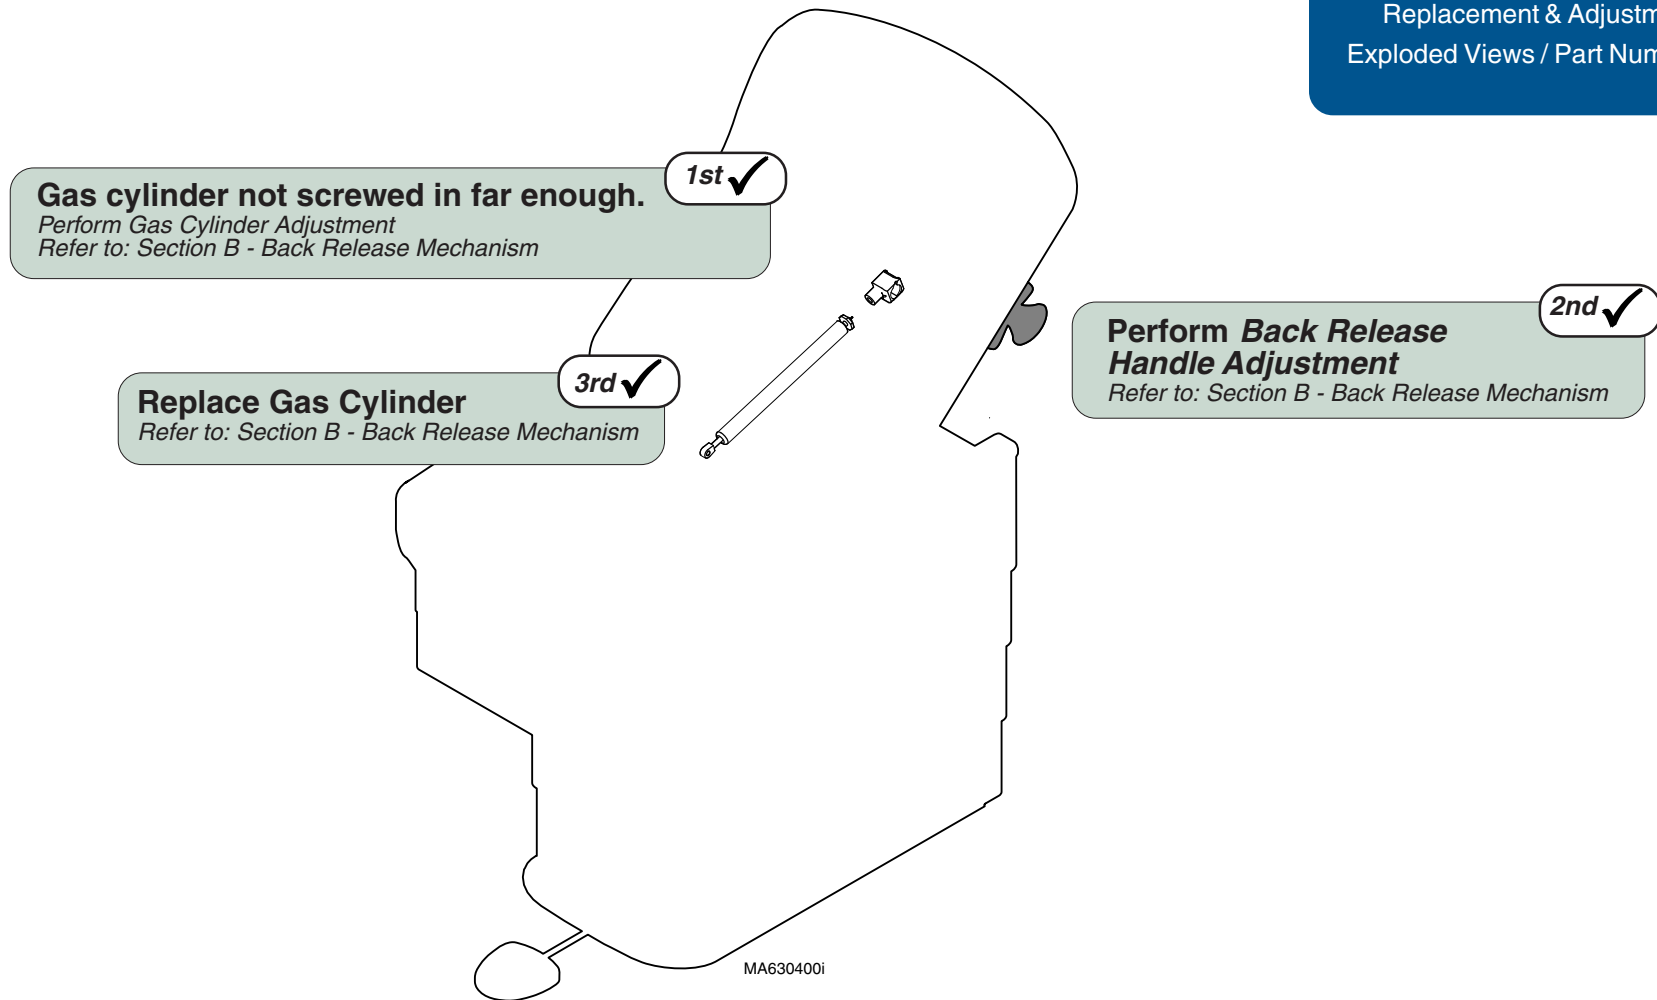 Replacement & Adjustm
Exploded Views / Part Num
1st
Gas cylinder not screwed in far enough.
Perform Gas Cylinder Adjustment
Refer to: Section B - Back Release Mechanism
2nd
Perform Back Release
Handle Adjustment
Refer to: Section B - Back Release Mechanism
3rd
Replace Gas Cylinder
Refer to: Section B - Back Release Mechanism
MA630400i